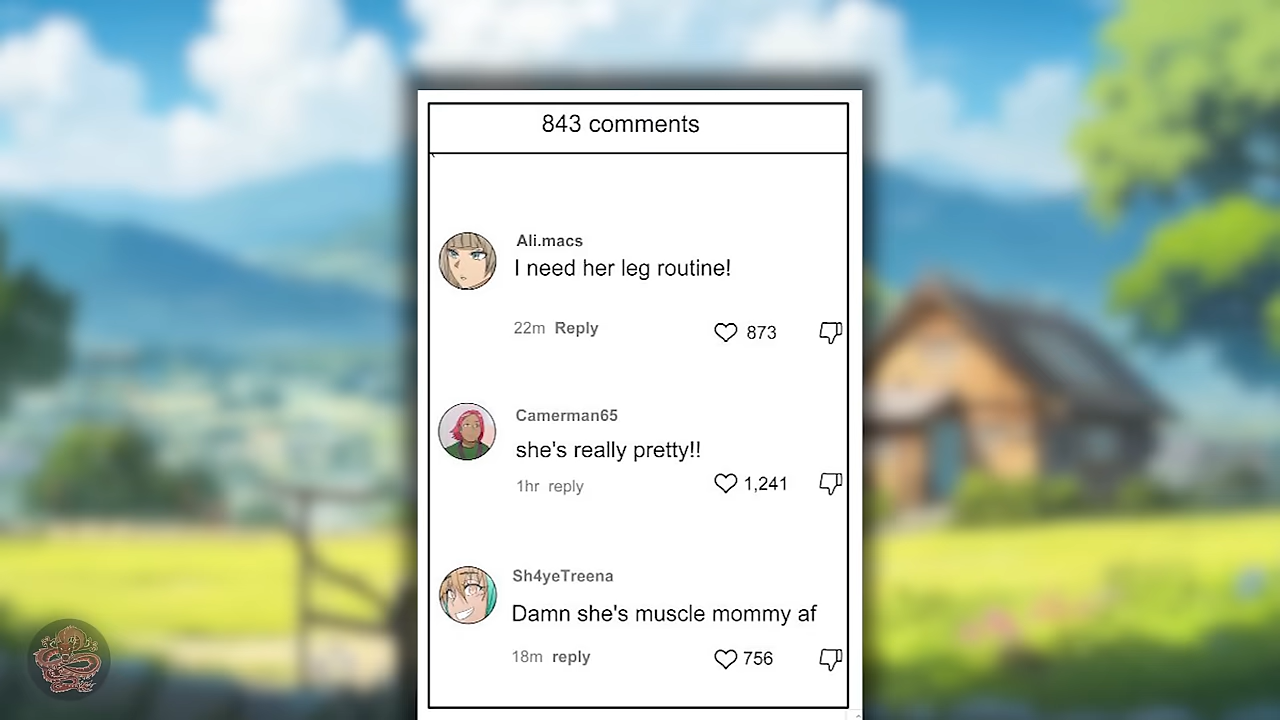 843 comments
Ali.macs
I need her leg routine!
22m Reply 873
Camerman65
she's really pretty!!
1hr reply 1,241
Sh4yeTreena
Damn she's muscle mommy af
18m reply 756